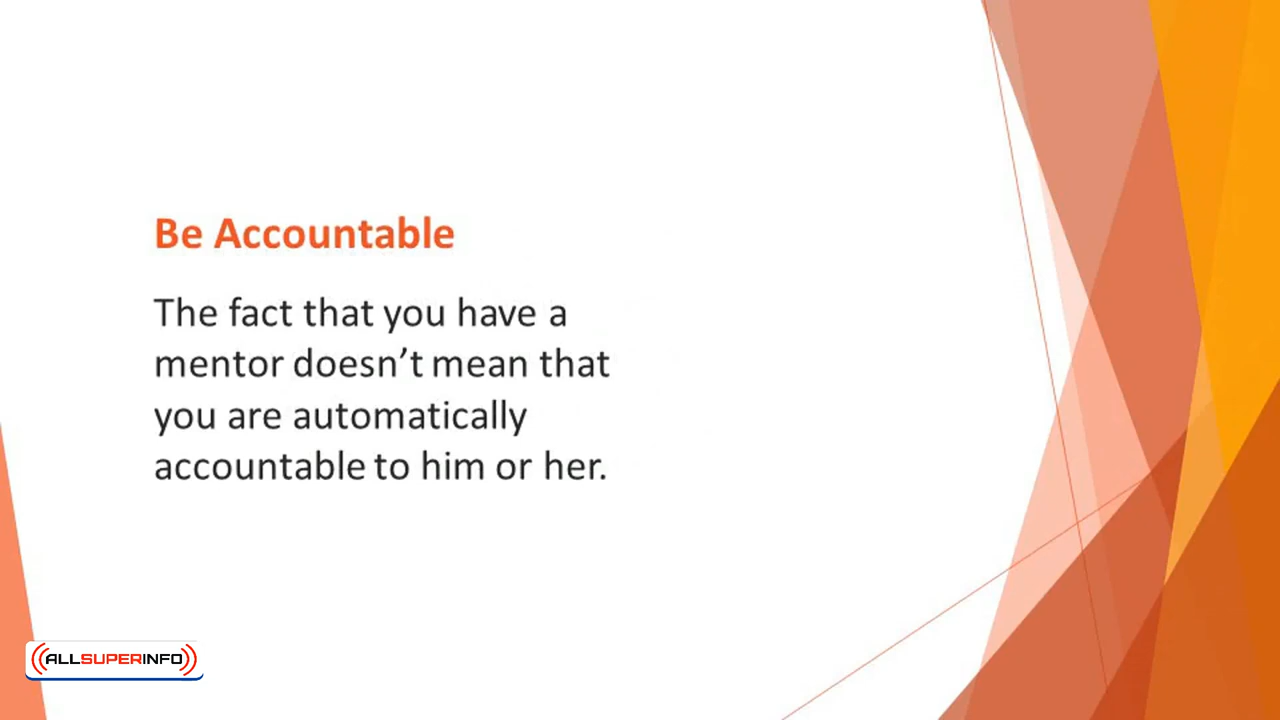 Be Accountable
The fact that you have a
mentor doesn’t mean that
you are automatically
accountable to him or her.
ALLSUPERINFO